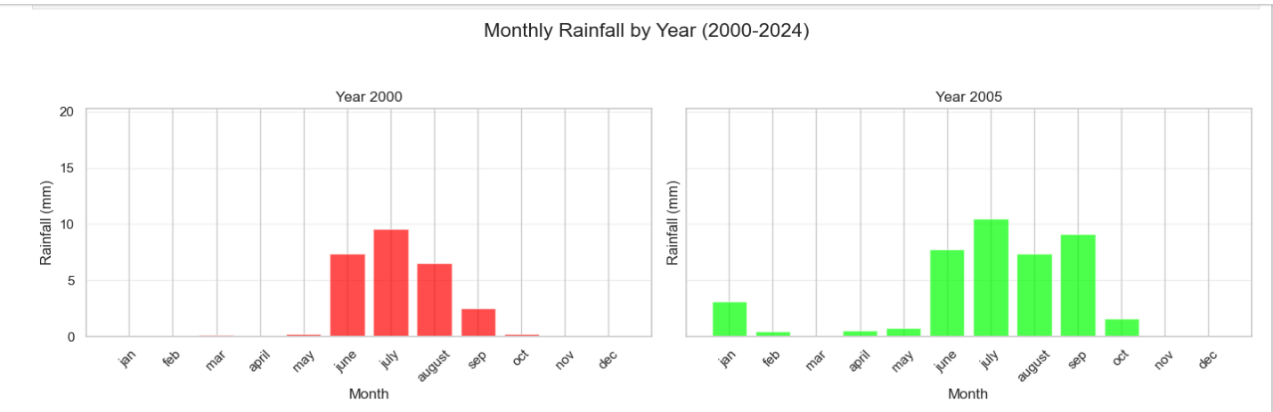 Monthly Rainfall by Year (2000-2024)
Year 2000
20
15
10
5
0
Rainfall (mm)
jan feb mar april may june july august sep oct nov dec
Month
Year 2005
Rainfall (mm)
jan feb mar april may june july august sep oct nov dec
Month